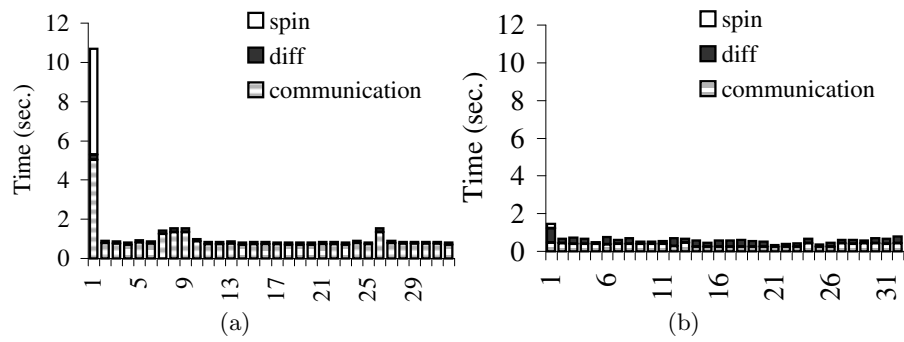 12
10
8
6
4
2
0
Time (sec.)
spin
diff
communication
1 5 9 13 17 21 25 29
(a)
12
10
8
6
4
2
0
Time (sec.)
spin
diff
communication
1 6 11 16 21 26 31
(b)